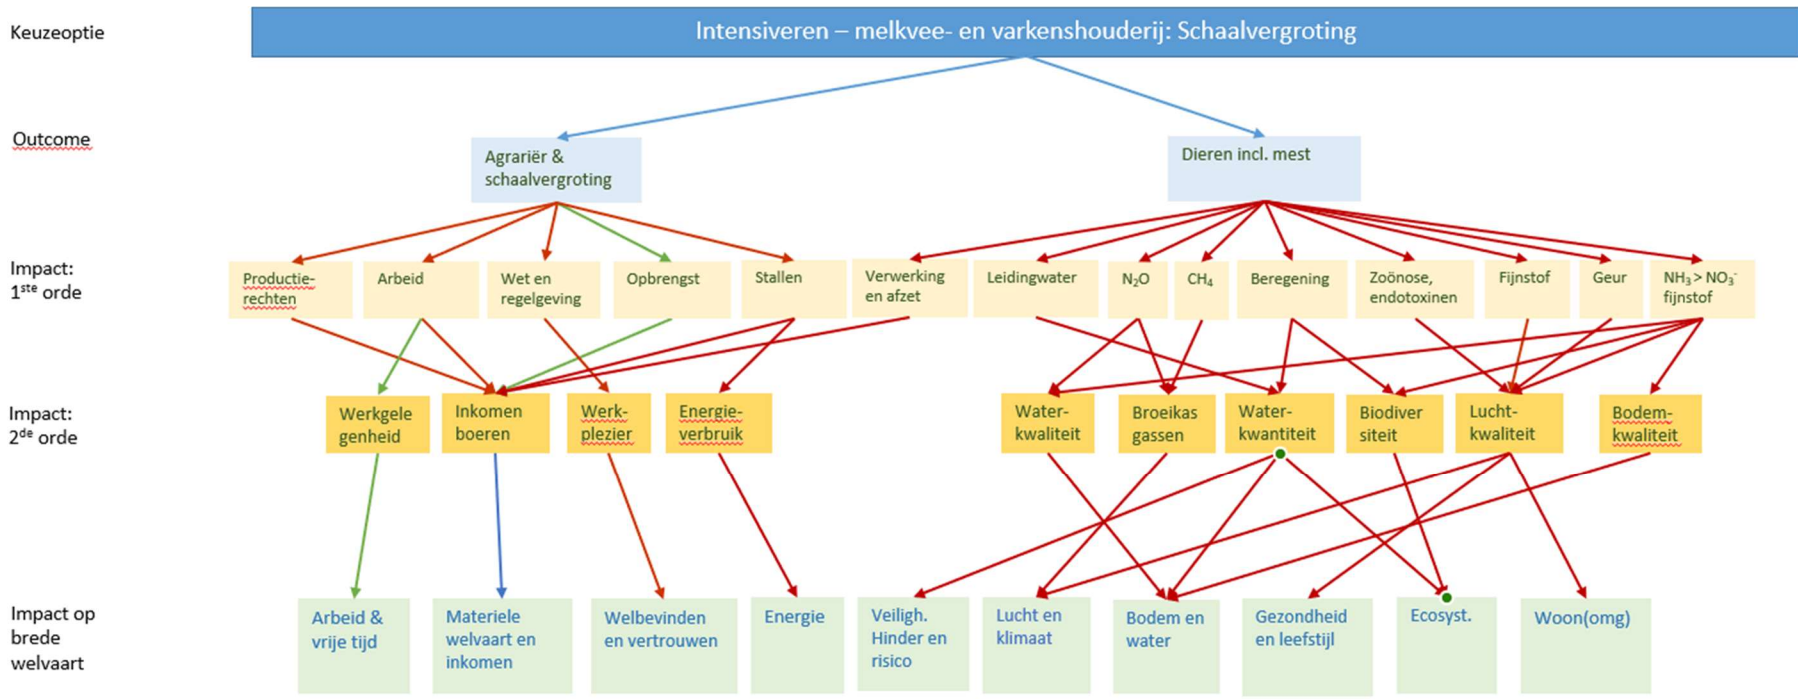 Keuzeoptie
Intensiveren – melkvee- en varkenshouderij: Schaalvergroting
Outcome
Agrariër &
schaalvergroting
Dieren incl. mest
Impact:
1ste orde
Productie-
rechten
Arbeid
Wet en
regelgeving
Opbrengst
Stallen
Verwerking
en afzet
Leidingwater
N₂O
CH₄
Beregening
Zoönose,
endotoxinen
Fijnstof
Geur
NH₃ > NO₃⁻
fijnstof
Impact:
2de orde
Werkgele
genheid
Inkomen
boeren
Werk-
plezier
Energie-
verbruik
Water-
kwaliteit
Broeikas
gassen
Water-
kwantiteit
Biodiver
siteit
Lucht-
kwaliteit
Bodem-
kwaliteit
Impact op
brede
welvaart
Arbeid &
vrije tijd
Materiele
welvaart en
inkomen
Welbevinden
en vertrouwen
Energie
Veiligh.
Hinder en
risico
Lucht en
klimaat
Bodem en
water
Gezondheid
en leefstijl
Ecosyst.
Woon(omg)